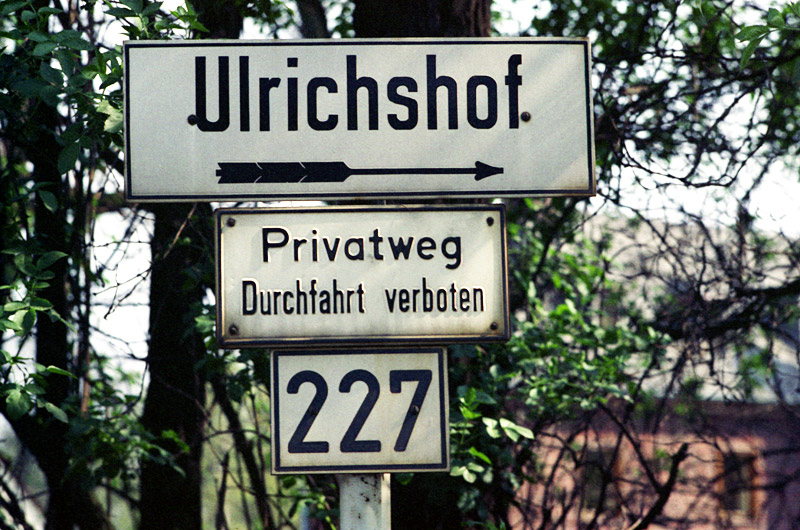 Ulrichshof
Privatweg
Durchfahrt verboten
227